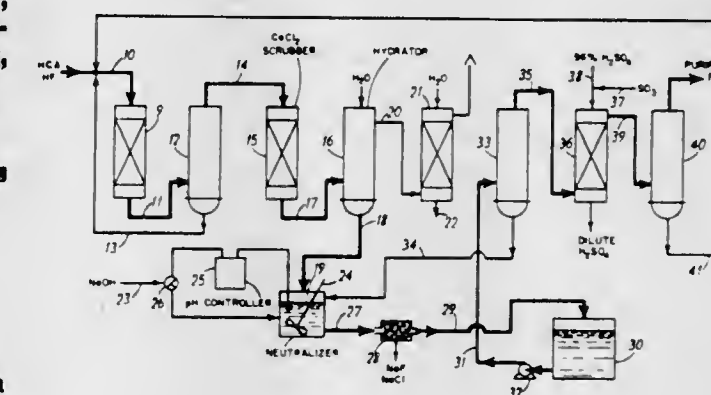 10
HCA
HF
9
11
12
13
14
CaCl₂
SCRUBBER
15
17
HYDRATOR
H₂O
16
18
20
H₂O
21
22
33
34
35
96% H₂SO₄
38
SO₃
37
36
39
DILUTE
H₂SO₄
PURIF
40
41
NaOH
23
26
25
pH CONTROLLER
19
24
NEUTRALIZER
27
28
NaF
NaCl
29
31
32
30